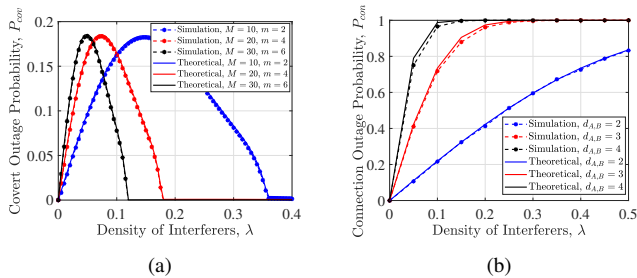 Covert Outage Probability, P_cov
0.2
0.15
0.1
0.05
0
0
0.1
0.2
0.3
0.4
Simulation, M = 10, m = 2
Simulation, M = 20, m = 4
Simulation, M = 30, m = 6
Theoretical, M = 10, m = 2
Theoretical, M = 20, m = 4
Theoretical, M = 30, m = 6
Density of Interferers, λ
(a)
Connection Outage Probability, P_con
1
0.8
0.6
0.4
0.2
0
0
0.1
0.2
0.3
0.4
0.5
Simulation, d_A,B = 2
Simulation, d_A,B = 3
Simulation, d_A,B = 4
Theoretical, d_A,B = 2
Theoretical, d_A,B = 3
Theoretical, d_A,B = 4
Density of Interferers, λ
(b)